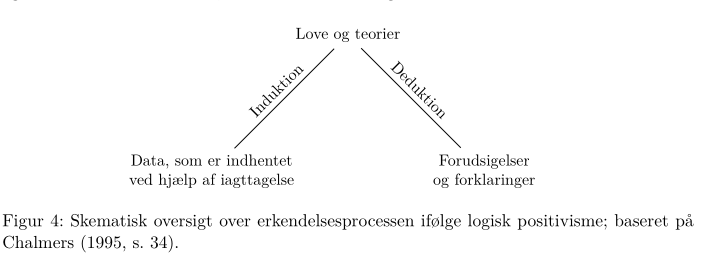 Love og teorier
Induktion
Deduktion
Data, som er indhentet
ved hjælp af iagttagelse
Forudsigelser
og forklaringer
Figur 4: Skematisk oversigt over erkendelsesprocessen ifølge logisk positivisme; baseret på
Chalmers (1995, s. 34).